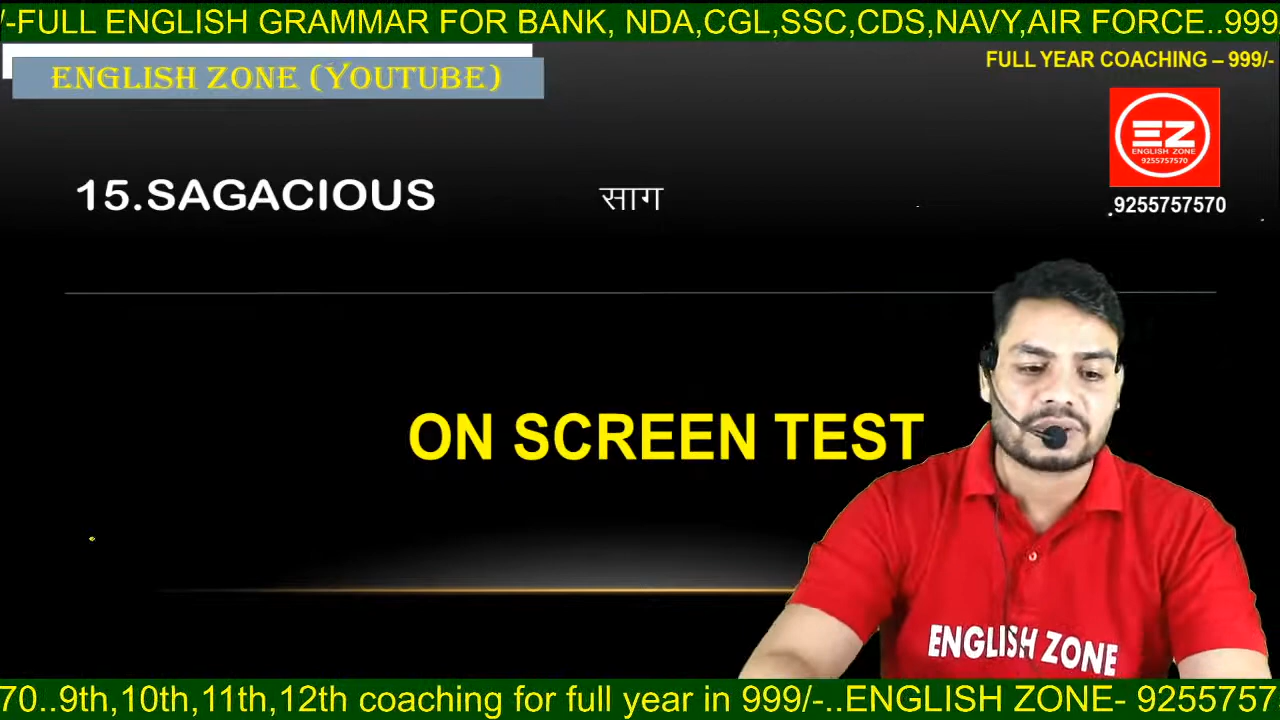 /-FULL ENGLISH GRAMMAR FOR BANK, NDA,CGL,SSC,CDS,NAVY,AIR FORCE..999
FULL YEAR COACHING – 999/-
ENGLISH ZONE (YOUTUBE)
EZ
ENGLISH ZONE
9255757570
15.SAGACIOUS साग
.9255757570
ON SCREEN TEST
ENGLISH ZONE
70..9th,10th,11th,12th coaching for full year in 999/-..ENGLISH ZONE- 9255757